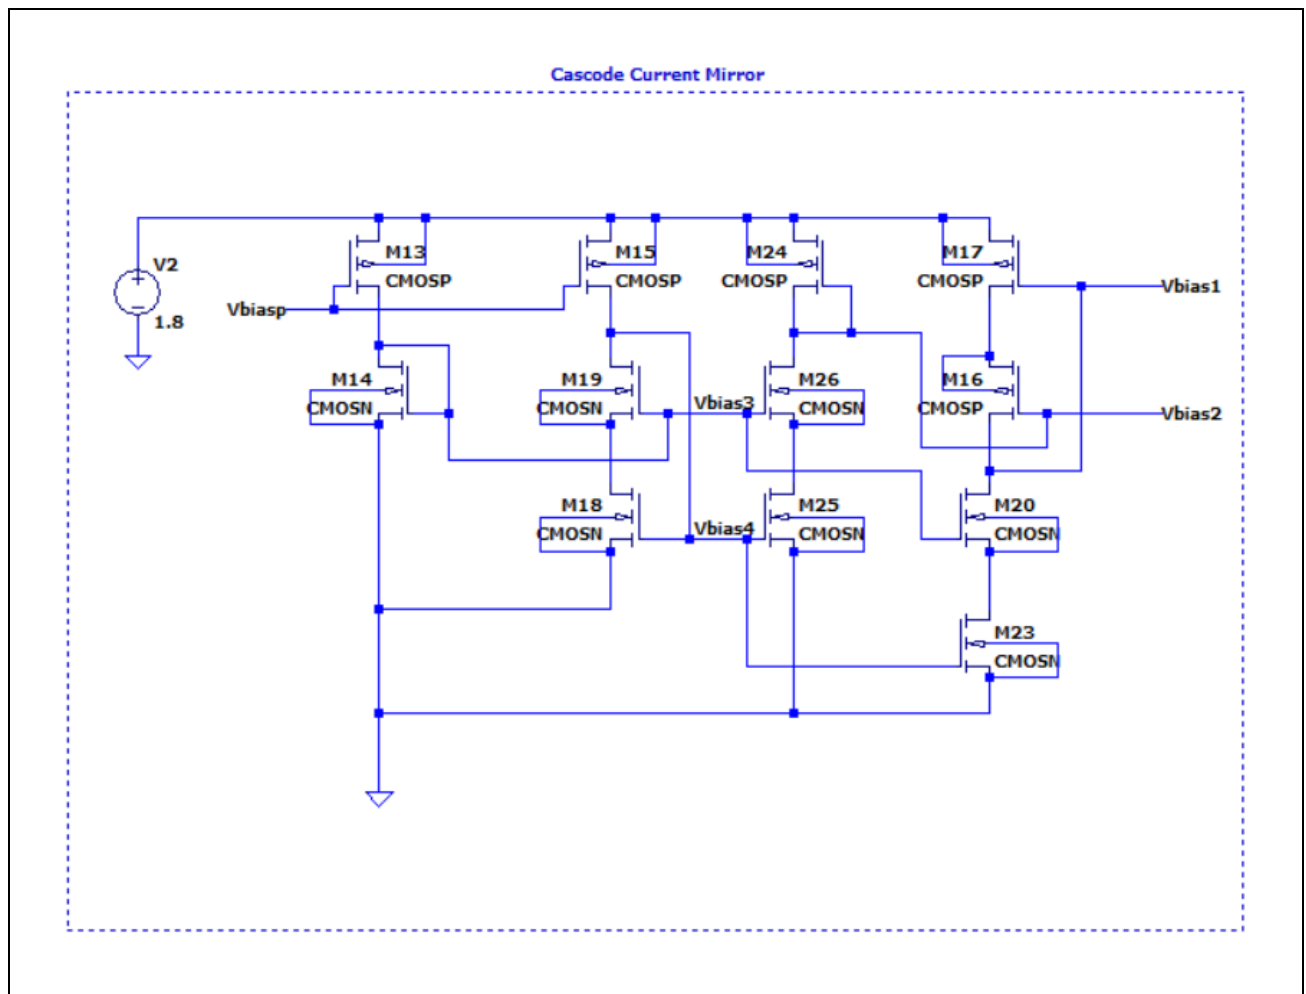 Cascode Current Mirror
V2
1.8
Vbiasp
M13
CMOSP
M15
CMOSP
M24
CMOSP
M17
CMOSP
Vbias1
M14
CMOSN
M19
CMOSN
Vbias3
M26
CMOSN
M16
CMOSP
Vbias2
M18
CMOSN
Vbias4
M25
CMOSN
M20
CMOSN
M23
CMOSN